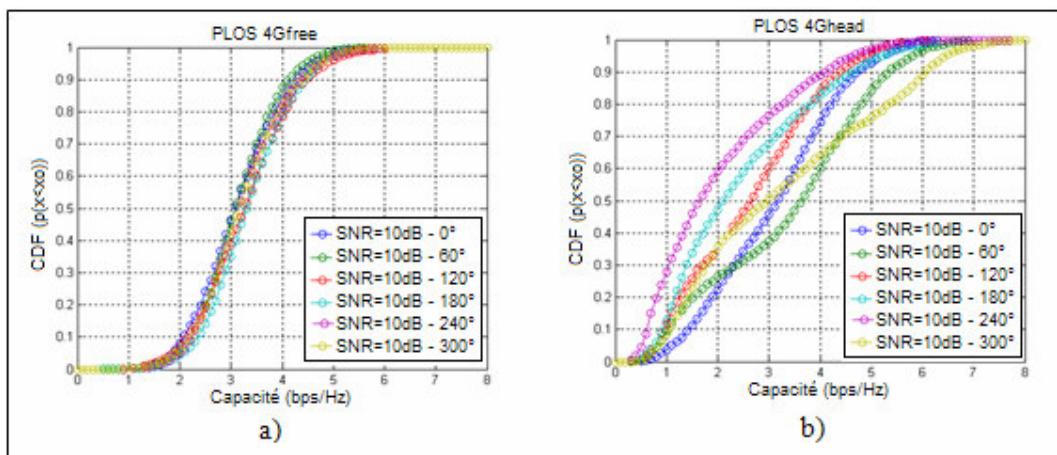 PLOS 4Gfree
1
0.9
0.8
0.7
0.6
0.5
0.4
0.3
0.2
0.1
0
CDF (p(x<xo))
SNR=10dB - 0°
SNR=10dB - 60°
SNR=10dB - 120°
SNR=10dB - 180°
SNR=10dB - 240°
SNR=10dB - 300°
0 1 2 3 4 5 6 7 8
Capacité (bps/Hz)
a)
PLOS 4Ghead
1
0.9
0.8
0.7
0.6
0.5
0.4
0.3
0.2
0.1
0
CDF (p(x<xo))
SNR=10dB - 0°
SNR=10dB - 60°
SNR=10dB - 120°
SNR=10dB - 180°
SNR=10dB - 240°
SNR=10dB - 300°
0 1 2 3 4 5 6 7 8
Capacité (bps/Hz)
b)